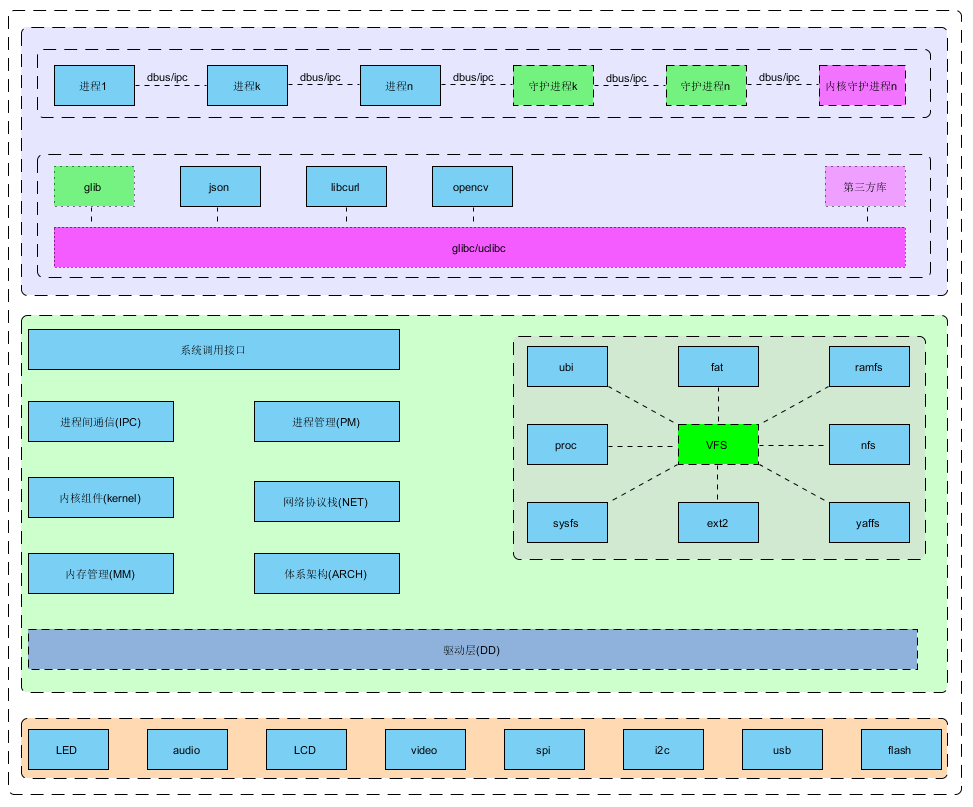 进程1
dbus/ipc
进程k
dbus/ipc
进程n
dbus/ipc
守护进程k
dbus/ipc
守护进程n
dbus/ipc
内核守护进程n
glib
json
libcurl
opencv
第三方库
glibc/uclibc
系统调用接口
进程间通信(IPC)
进程管理(PM)
内核组件(kernel)
网络协议栈(NET)
内存管理(MM)
体系架构(ARCH)
ubi
fat
ramfs
proc
VFS
nfs
sysfs
ext2
yaffs
驱动层(DD)
LED
audio
LCD
video
spi
i2c
usb
flash